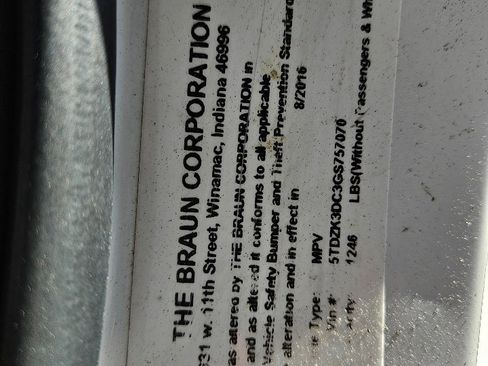 THE BRAUN CORPORATION
631 w. 11th Street, Winamac, Indiana 46996
as altered by THE BRAUN CORPORATION in
and as altered it conforms to all applicable
Vehicle Safety Bumper and Theft Prevention Standard
alteration and in effect in 8/2016
Type: MPV
Vin #: 5TDZK3DC3GS757070
1246 LBS(Without Passengers & Wh